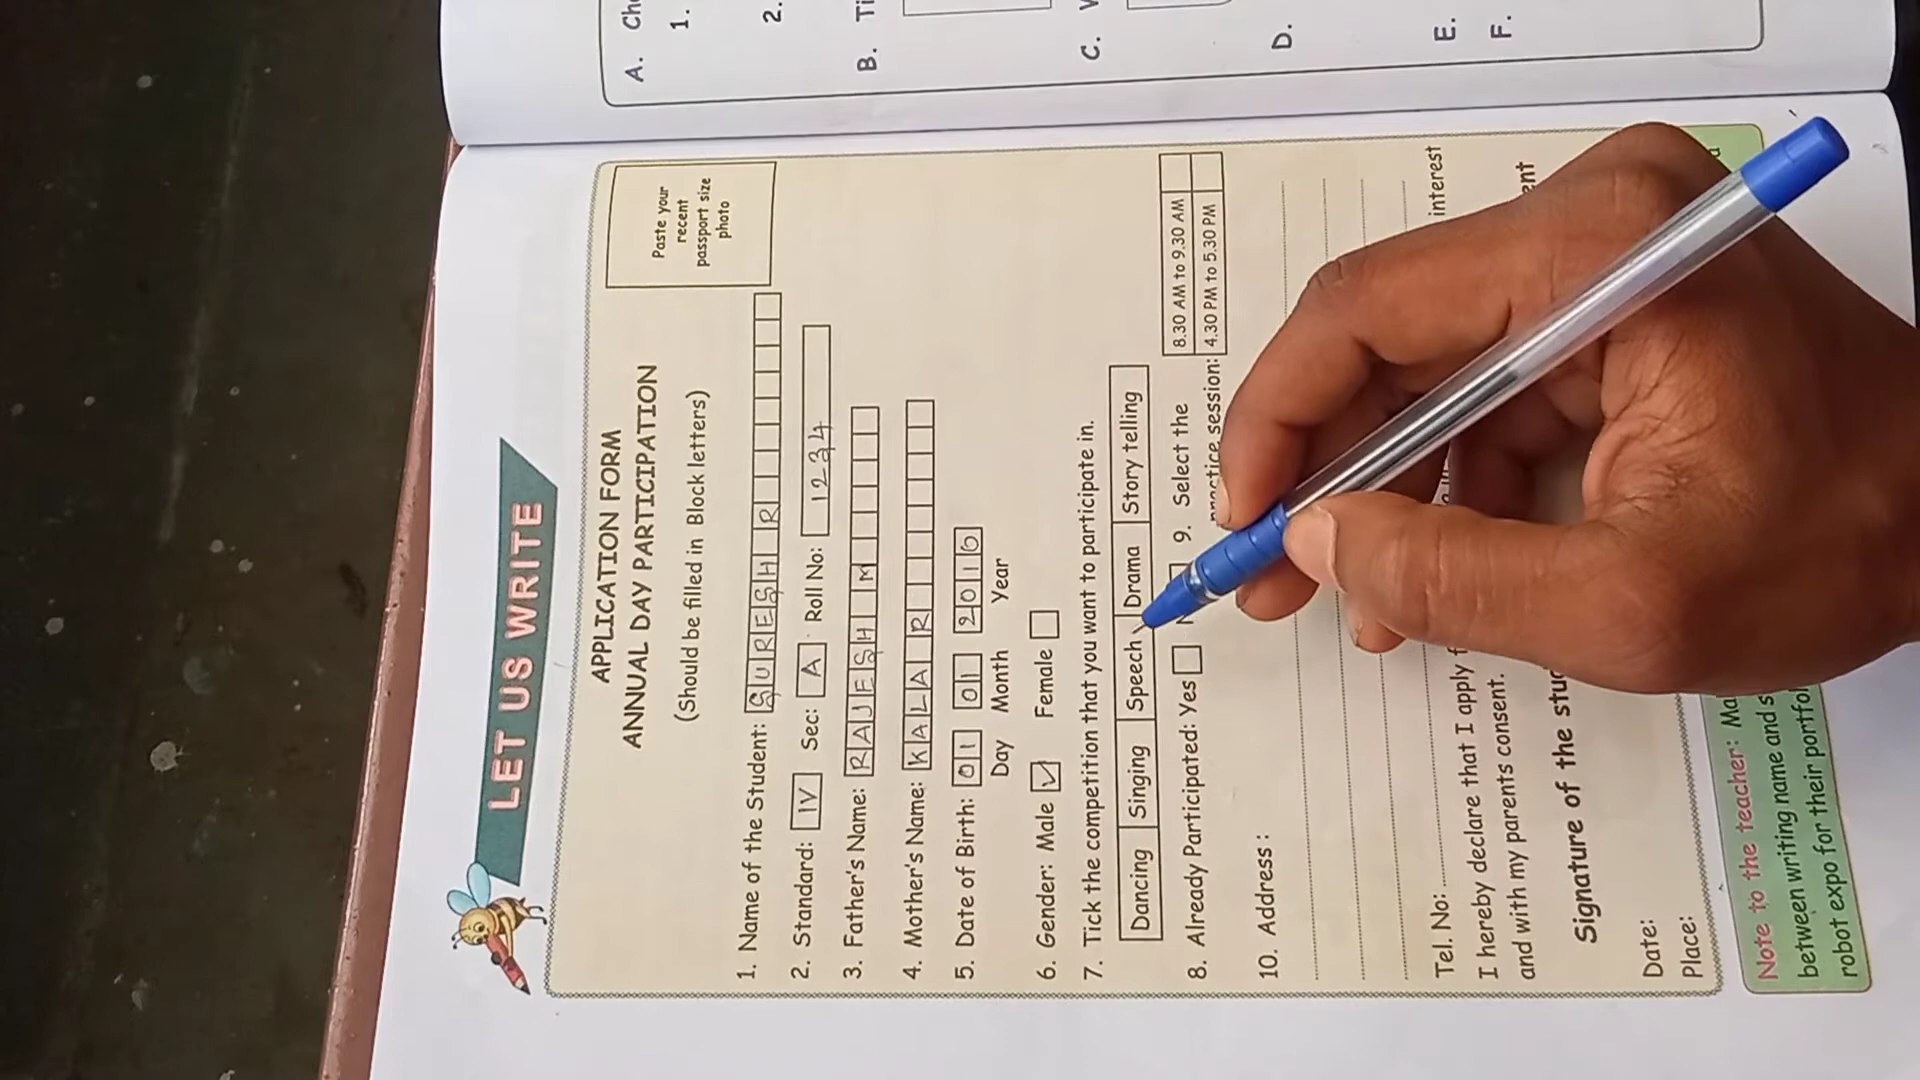 LET US WRITE
APPLICATION FORM
ANNUAL DAY PARTICIPATION
(Should be filled in Block letters)
Paste your
recent
passport size
photo
1. Name of the Student: SURESH R
2. Standard: IV Sec: A Roll No: 1234
3. Father's Name: RAJESH M
4. Mother's Name: KALA R
5. Date of Birth: 01 01 2016
Day Month Year
6. Gender: Male ✓ Female
7. Tick the competition that you want to participate in.
Dancing Singing Speech Drama Story telling
8. Already Participated: Yes
9. Select the
practice session:
8.30 AM to 9.30 AM
4.30 PM to 5.30 PM
10. Address :
Tel. No:
I hereby declare that I apply interest
and with my parents consent.
Signature of the
Date:
Place:
Note to the teacher:
between writing name and
robot expo for their
A.
1.
2.
B.
C.
D.
E.
F.